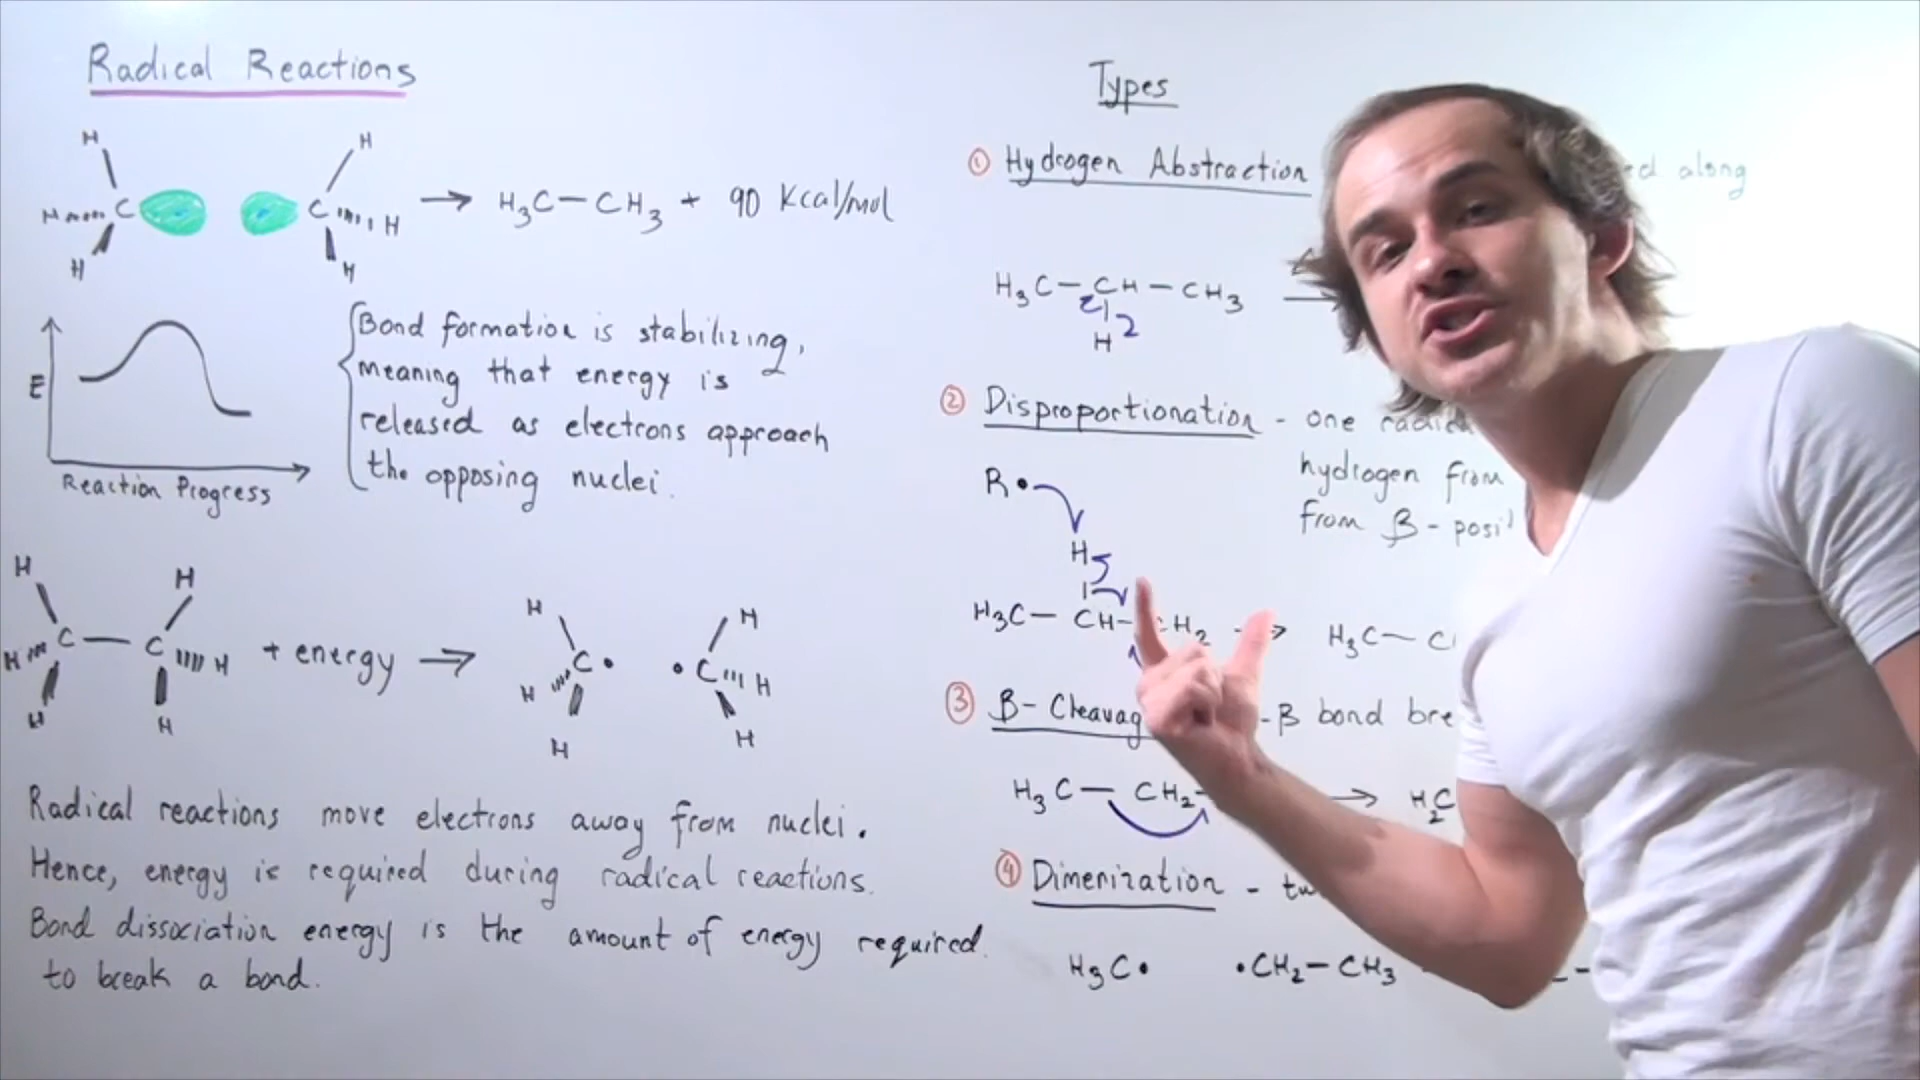 Radical Reactions
H H
H C C H → H₃C—CH₃ + 90 Kcal/mol
H H
E
Reaction Progress
Bond formation is stabilizing,
meaning that energy is
released as electrons approach
the opposing nuclei.
H H H H
H C—C H + energy → C• •C H
H H H H H
Radical reactions move electrons away from nuclei.
Hence, energy is required during radical reactions.
Bond dissociation energy is the amount of energy required
to break a bond.
Types
① Hydrogen Abstraction along
H₃C—CH—CH₃ →
H
② Disproportionation - one
hydrogen from
from β-
R•
H
H₃C—CH— H₂ → H₃C—
③ β- β bond
H₃C—CH₂ → H₂C
④ Dimerization -
H₃C• •CH₂—CH₃